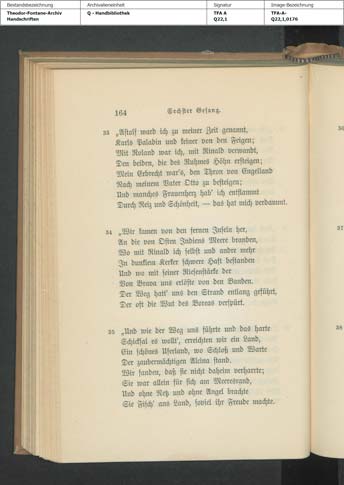 Bestandsbezeichnung
Archivalieneinheit
Signatur
Image-Bezeichnung
Theodor-Fontane-Archiv
Handschriften
Q - Handbibliothek
TFA A
Q22,1
TFA-A-
Q22,1,0176
164 Sechster Gesang.
33 „Astolf ward ich zu meiner Zeit genannt,
Karls Paladin und keiner von den Feigen;
Mit Roland war ich, mit Rinald verwandt,
Den beiden, die des Ruhmes Höhn ersteigen;
Mein Erbrecht war's, den Thron von Engelland
Nach meinem Vater Otto zu besteigen;
Und manches Frauenherz hab' ich entflammt
Durch Reiz und Schönheit, — das hat mich verdammt.
34 „Wir kamen von den fernen Inseln her,
An die von Osten Indiens Meere branden,
Wo mit Rinald ich selbst und andre mehr
In dunklem Kerker schwere Haft bestanden
Und wo mit seiner Riesenstärke der
Von Brava uns erlöste von den Banden.
Der Weg hatt' uns den Strand entlang geführt,
Der oft die Wut des Boreas verspürt.
35 „Und wie der Weg uns führte und das harte
Schicksal es wollt', erreichten wir ein Land,
Ein schönes Uferland, wo Schloß und Warte
Der zaubermächtigen Alcina stand.
Wir fanden, daß sie nicht daheim verharrte;
Sie war allein für sich am Meeresrand,
Und ohne Netz und ohne Angel brachte
Sie Fisch' ans Land, soviel ihr Freude machte.
37
38